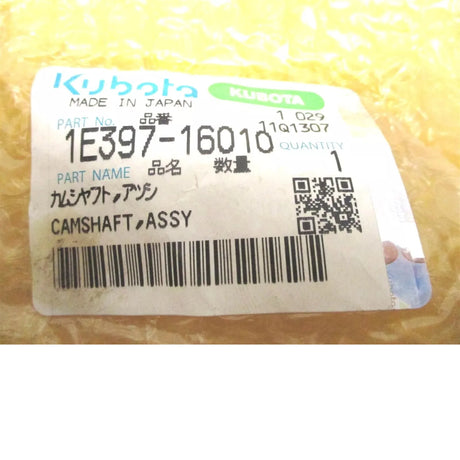 Kubota KUBOTA
MADE IN JAPAN 1 029
PART No. 品番 11Q1307
1E397-16010 QUANTITY
PART NAME 品名 数量 1
カムシャフト,アッシ
CAMSHAFT,ASSY